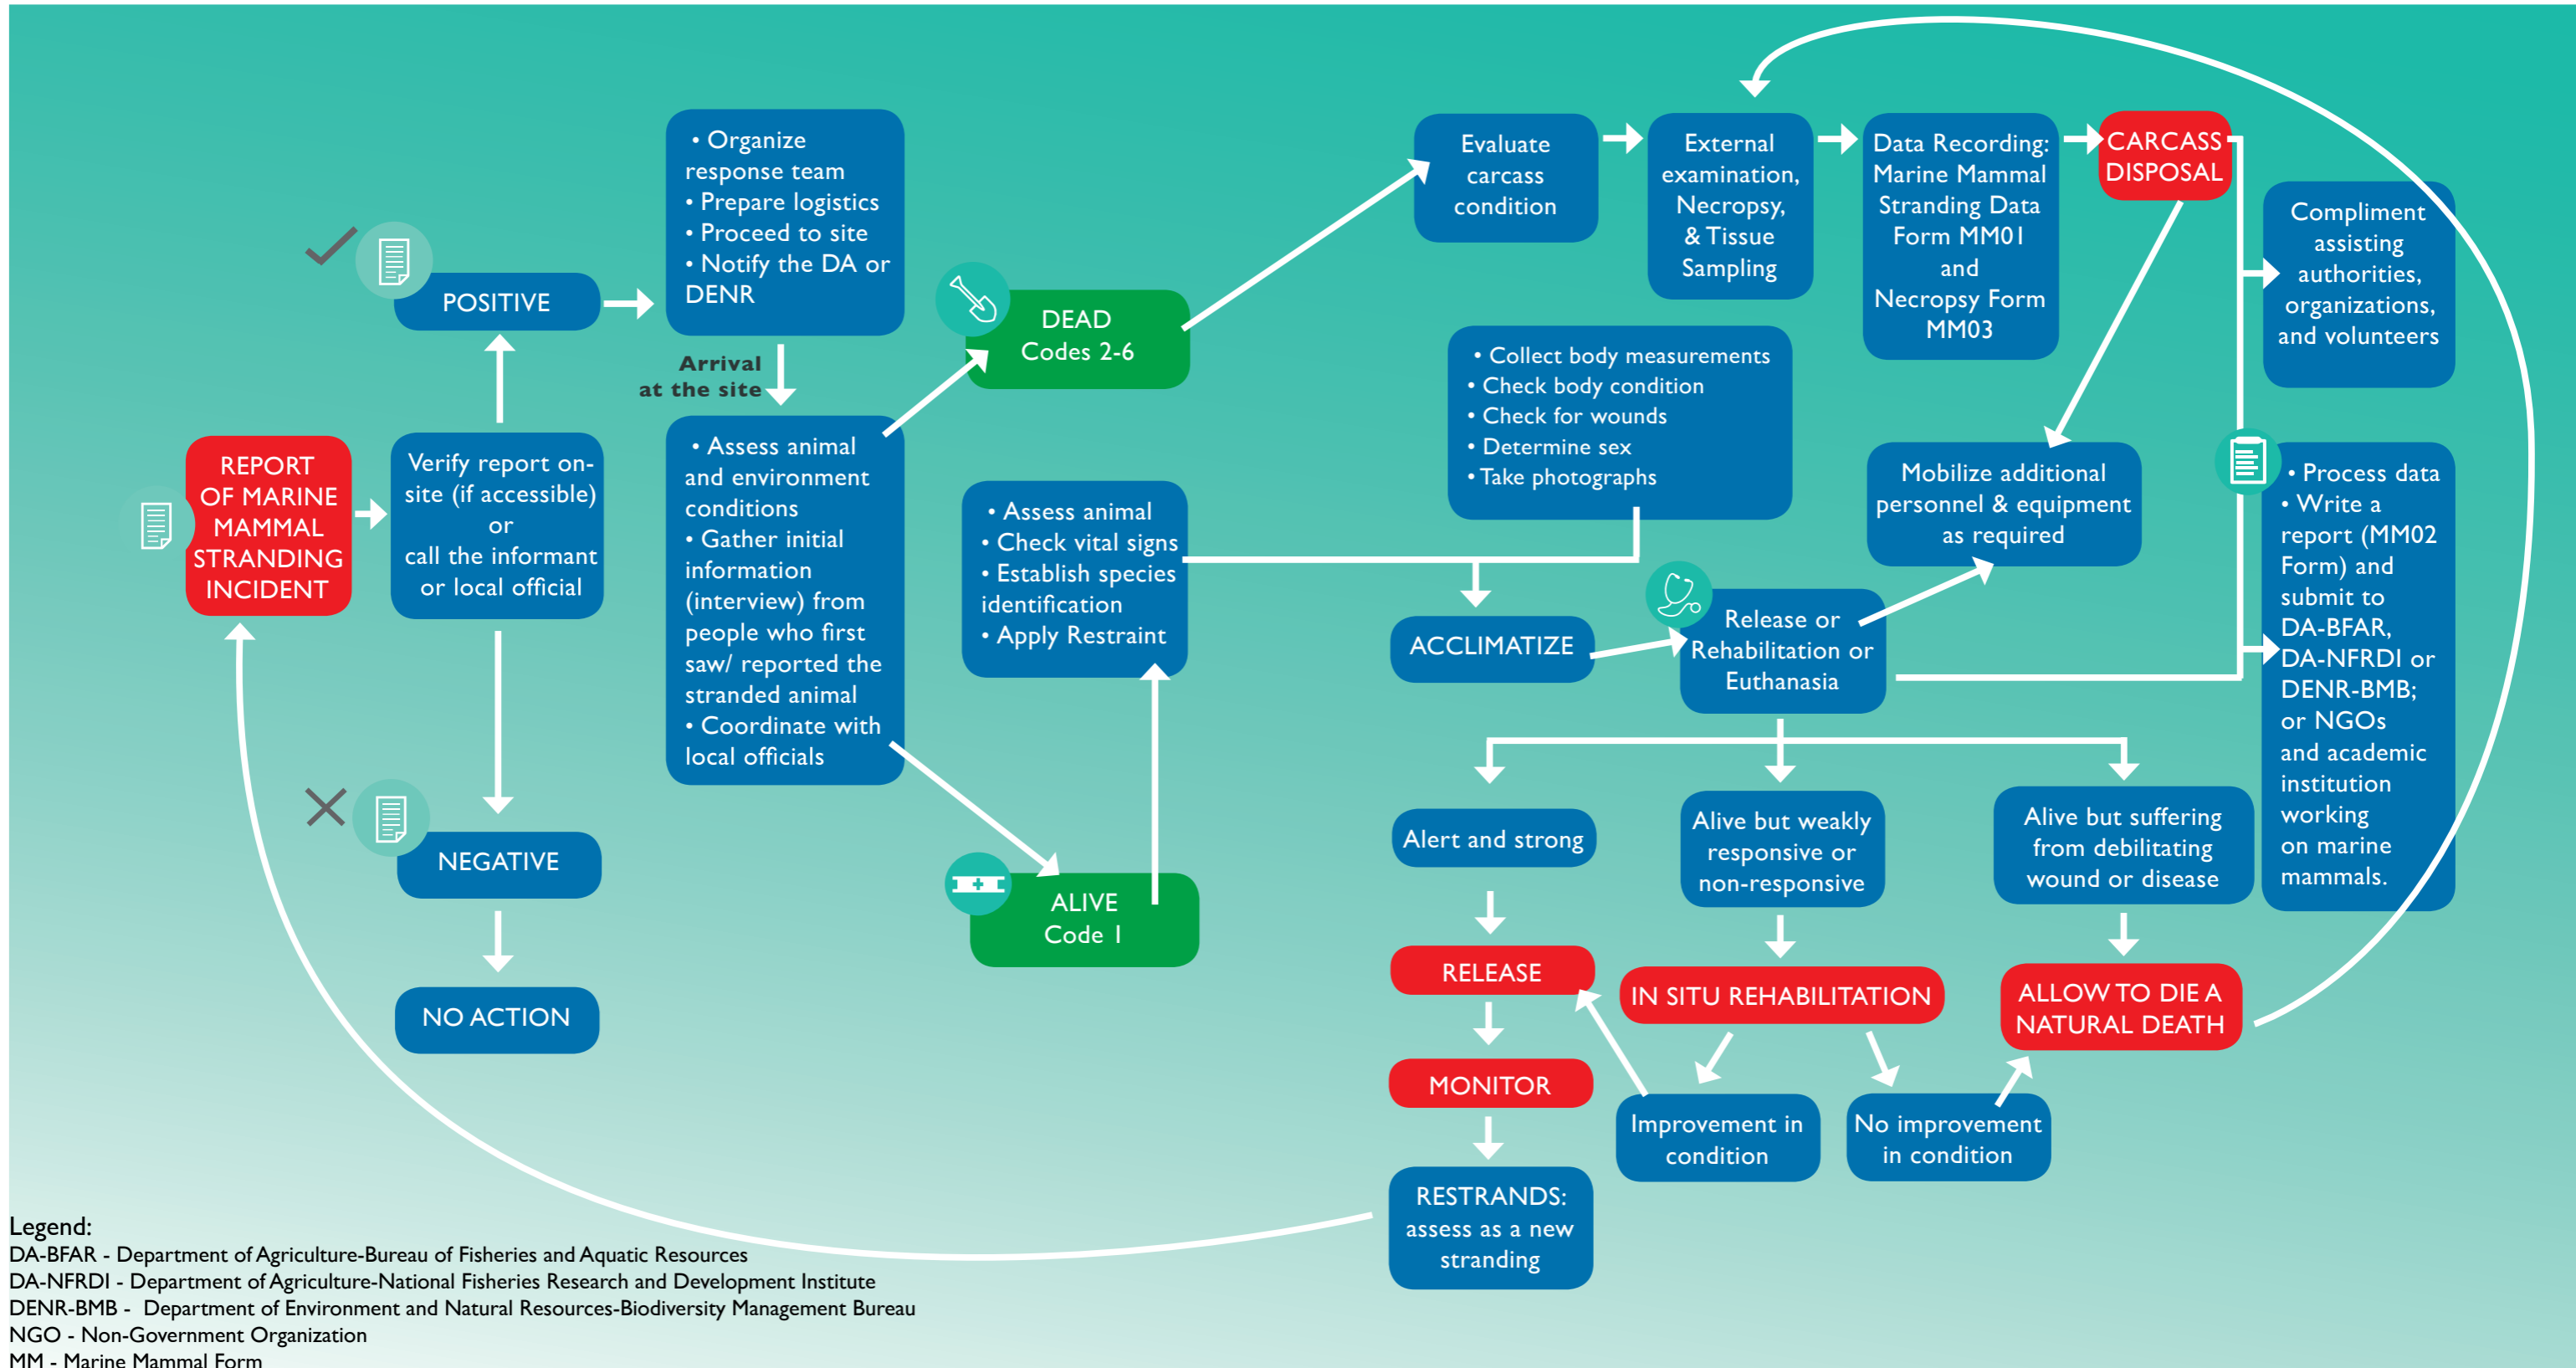 REPORT
OF MARINE
MAMMAL
STRANDING
INCIDENT
Verify report on-
site (if accessible)
or
call the informant
or local official
POSITIVE
NEGATIVE
NO ACTION
• Organize
response team
• Prepare logistics
• Proceed to site
• Notify the DA or
DENR
Arrival
at the site
• Assess animal
and environment
conditions
• Gather initial
information
(interview) from
people who first
saw/ reported the
stranded animal
• Coordinate with
local officials
DEAD
Codes 2-6
ALIVE
Code 1
• Assess animal
• Check vital signs
• Establish species
identification
• Apply Restraint
Evaluate
carcass
condition
External
examination,
Necropsy,
& Tissue
Sampling
Data Recording:
Marine Mammal
Stranding Data
Form MM01
and
Necropsy Form
MM03
CARCASS
DISPOSAL
Compliment
assisting
authorities,
organizations,
and volunteers
• Collect body measurements
• Check body condition
• Check for wounds
• Determine sex
• Take photographs
Mobilize additional
personnel & equipment
as required
• Process data
• Write a
report (MM02
Form) and
submit to
DA-BFAR,
DA-NFRDI or
DENR-BMB;
or NGOs
and academic
institution
working
on marine
mammals.
ACCLIMATIZE
Release or
Rehabilitation or
Euthanasia
Alert and strong
Alive but weakly
responsive or
non-responsive
Alive but suffering
from debilitating
wound or disease
RELEASE
IN SITU REHABILITATION
ALLOW TO DIE A
NATURAL DEATH
MONITOR
Improvement in
condition
No improvement
in condition
RESTRANDS:
assess as a new
stranding
Legend:
DA-BFAR - Department of Agriculture-Bureau of Fisheries and Aquatic Resources
DA-NFRDI - Department of Agriculture-National Fisheries Research and Development Institute
DENR-BMB - Department of Environment and Natural Resources-Biodiversity Management Bureau
NGO - Non-Government Organization
MM - Marine Mammal Form